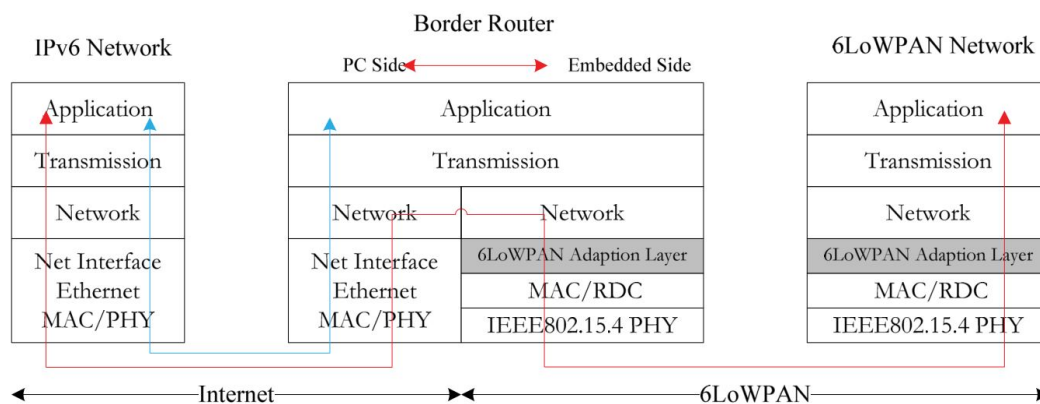 Border Router
IPv6 Network
6LoWPAN Network
PC Side
Embedded Side
Application
Transmission
Network
Net Interface
Ethernet
MAC/PHY
Application
Transmission
Network
Net Interface
Ethernet
MAC/PHY
Network
6LoWPAN Adaption Layer
MAC/RDC
IEEE802.15.4 PHY
Application
Transmission
Network
6LoWPAN Adaption Layer
MAC/RDC
IEEE802.15.4 PHY
Internet
6LoWPAN